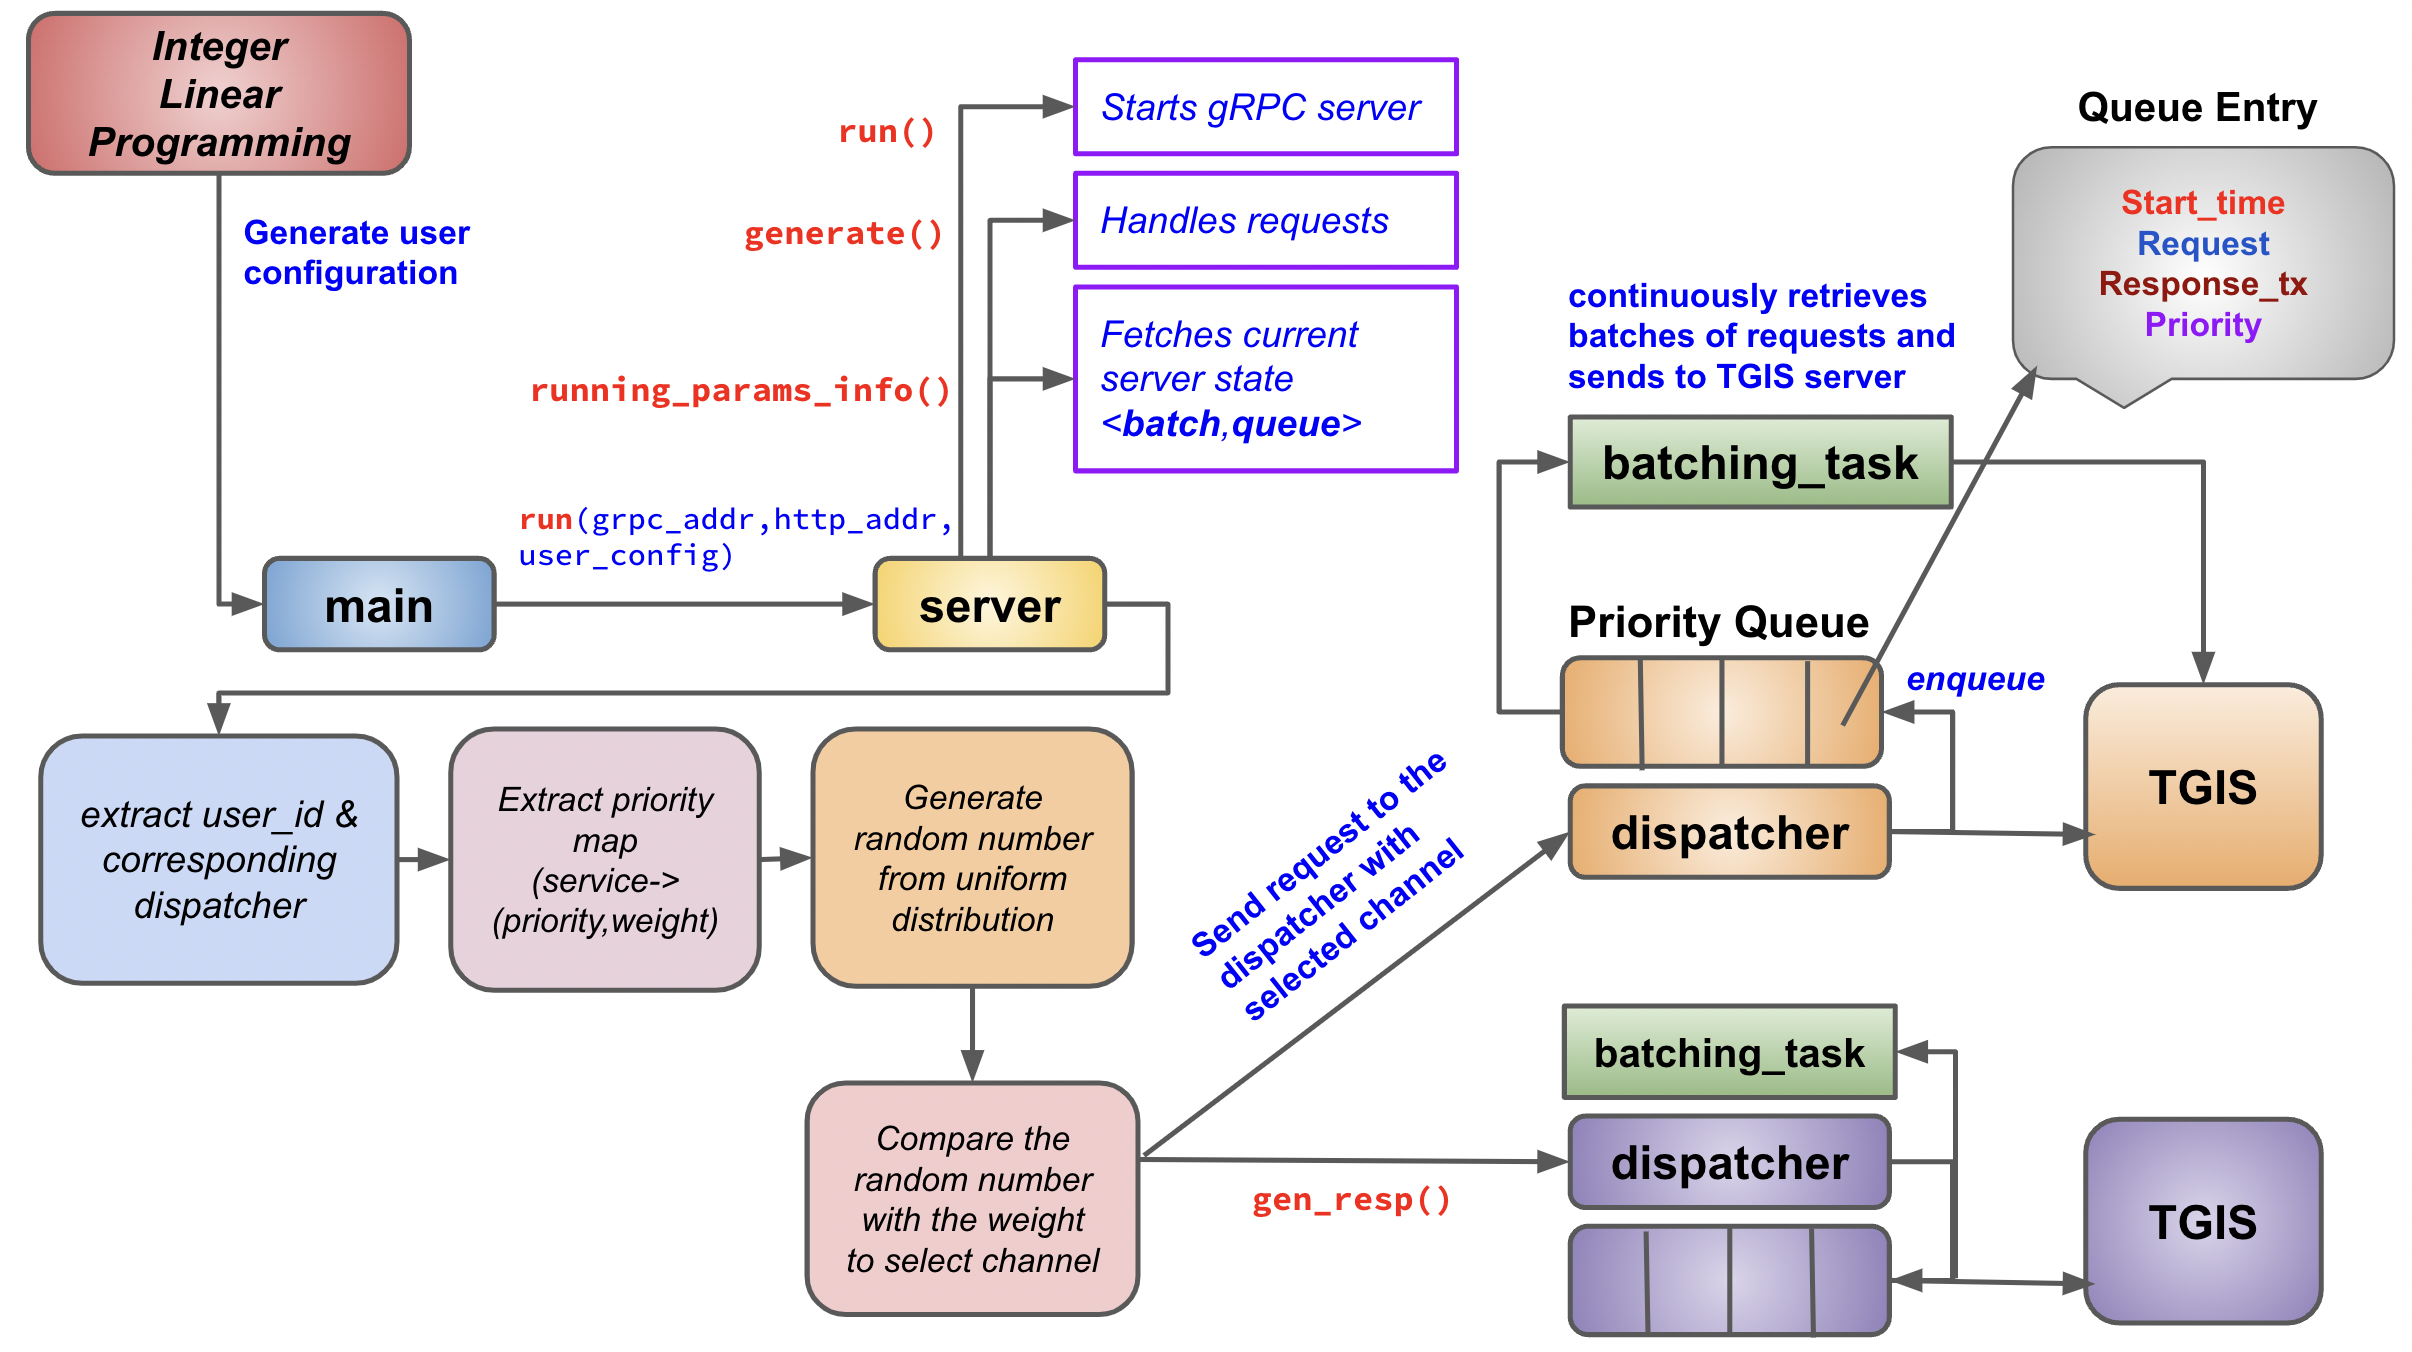 Integer
Linear
Programming
Generate user
configuration
run()
Starts gRPC server
generate()
Handles requests
running_params_info()
Fetches current
server state
<batch,queue>
run(grpc_addr,http_addr,
user_config)
main
server
extract user_id &
corresponding
dispatcher
Extract priority
map
(service->
(priority,weight)
Generate
random number
from uniform
distribution
Compare the
random number
with the weight
to select channel
Send request to the
dispatcher with
selected channel
gen_resp()
Queue Entry
Start_time
Request
Response_tx
Priority
continuously retrieves
batches of requests and
sends to TGIS server
batching_task
Priority Queue
enqueue
dispatcher
TGIS
batching_task
dispatcher
TGIS